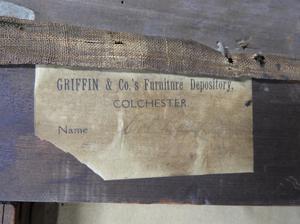 GRIFFIN & Co.'s Furniture Depository,
COLCHESTER
Name